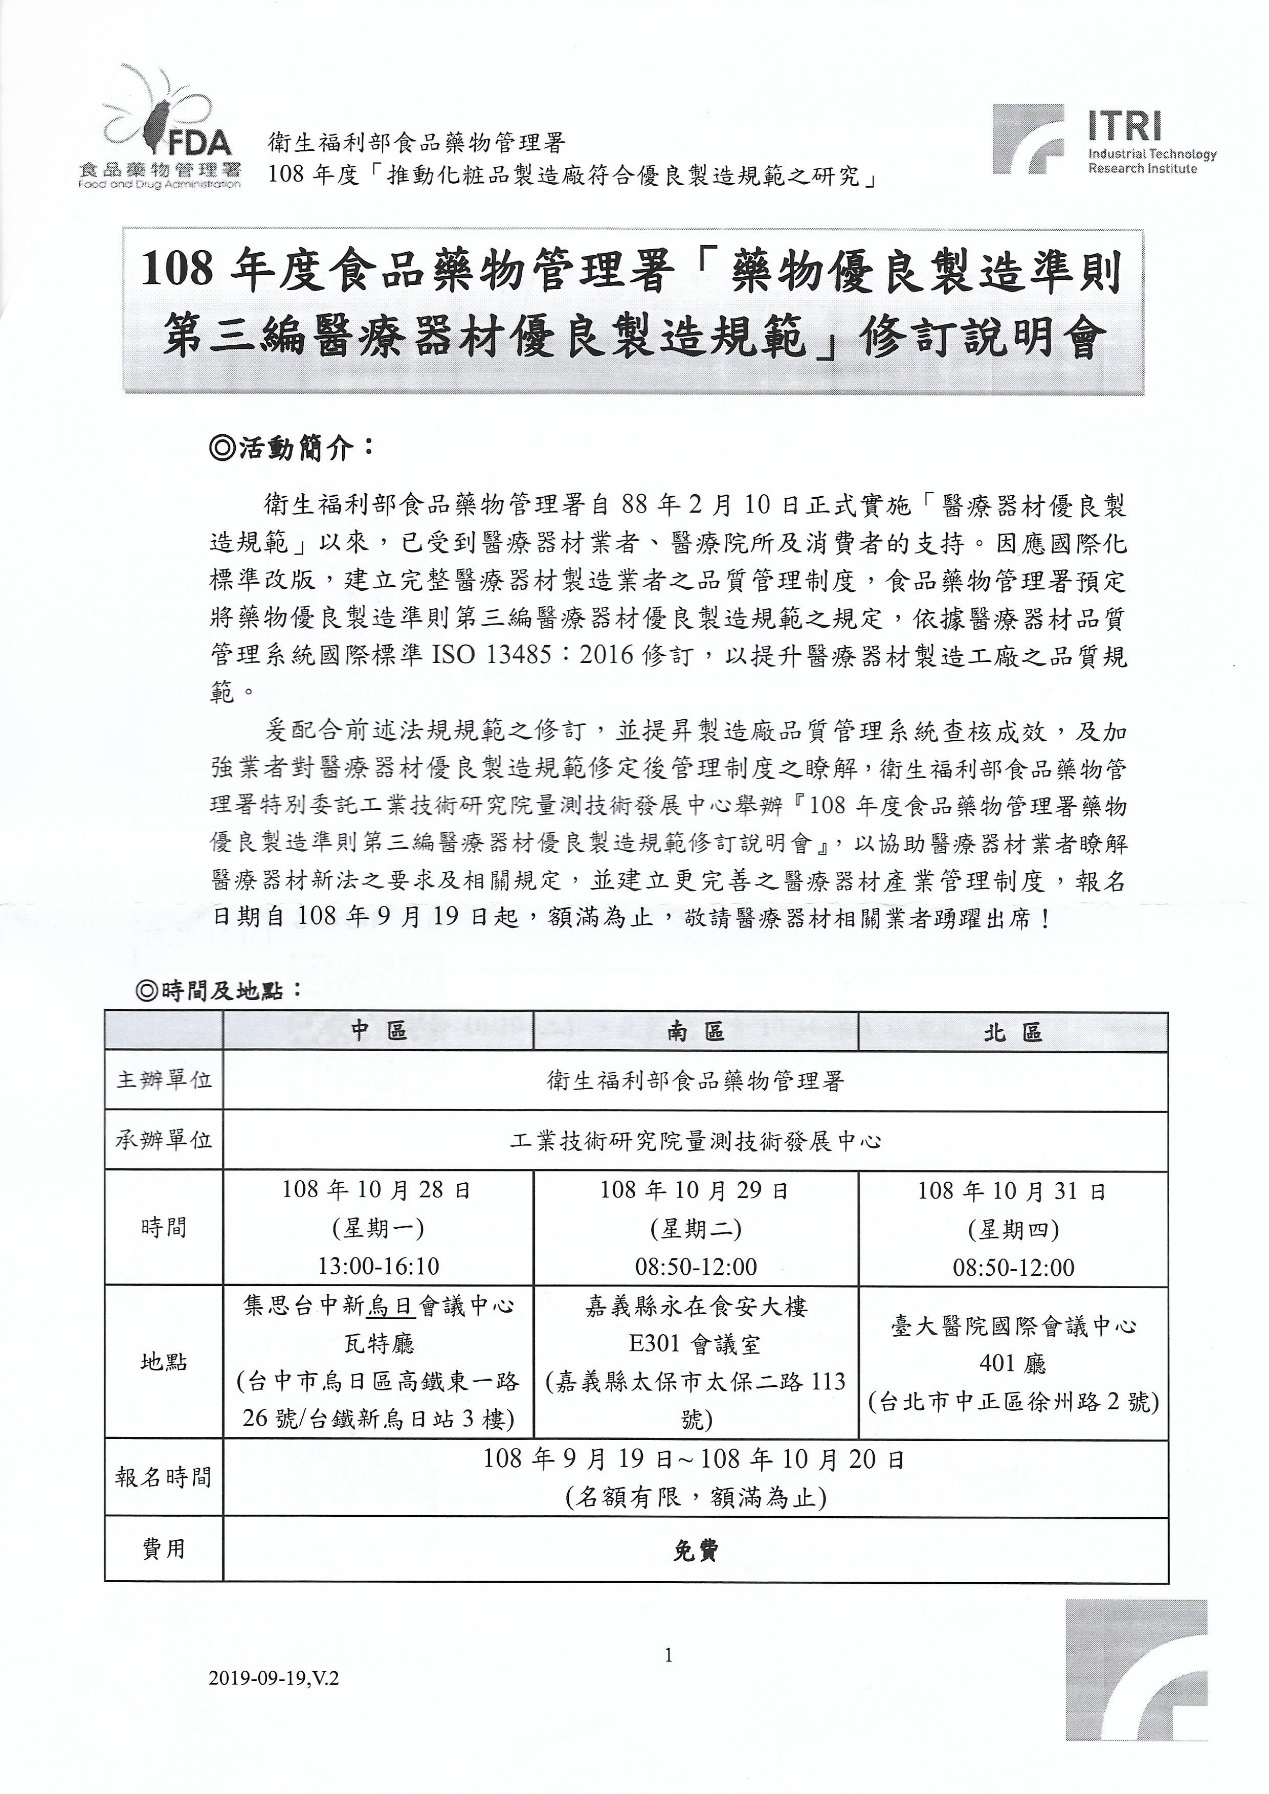 FDA
食品藥物管理署
Food and Drug Administration
衛生福利部食品藥物管理署
108 年度「推動化粧品製造廠符合優良製造規範之研究」
ITRI
Industrial Technology
Research Institute
108 年度食品藥物管理署「藥物優良製造準則
第三編醫療器材優良製造規範」修訂說明會
◎活動簡介：
衛生福利部食品藥物管理署自 88 年 2 月 10 日正式實施「醫療器材優良製
造規範」以來，已受到醫療器材業者、醫療院所及消費者的支持。因應國際化
標準改版，建立完整醫療器材製造業者之品質管理制度，食品藥物管理署預定
將藥物優良製造準則第三編醫療器材優良製造規範之規定，依據醫療器材品質
管理系統國際標準 ISO 13485：2016 修訂，以提升醫療器材製造工廠之品質規
範。
爰配合前述法規規範之修訂，並提昇製造廠品質管理系統查核成效，及加
強業者對醫療器材優良製造規範修定後管理制度之瞭解，衛生福利部食品藥物管
理署特別委託工業技術研究院量測技術發展中心舉辦『108 年度食品藥物管理署藥物
優良製造準則第三編醫療器材優良製造規範修訂說明會』，以協助醫療器材業者瞭解
醫療器材新法之要求及相關規定，並建立更完善之醫療器材產業管理制度，報名
日期自 108 年 9 月 19 日起，額滿為止，敬請醫療器材相關業者踴躍出席！
◎時間及地點：
中 區 南 區 北 區
主辦單位 衛生福利部食品藥物管理署
承辦單位 工業技術研究院量測技術發展中心
時間
108 年 10 月 28 日
(星期一)
13:00-16:10
108 年 10 月 29 日
(星期二)
08:50-12:00
108 年 10 月 31 日
(星期四)
08:50-12:00
地點
集思台中新烏日會議中心
瓦特廳
(台中市烏日區高鐵東一路
26 號/台鐵新烏日站 3 樓)
嘉義縣永在食安大樓
E301 會議室
(嘉義縣太保市太保二路 113
號)
臺大醫院國際會議中心
401 廳
(台北市中正區徐州路 2 號)
報名時間
108 年 9 月 19 日~108 年 10 月 20 日
(名額有限，額滿為止)
費用 免費
1
2019-09-19,V.2